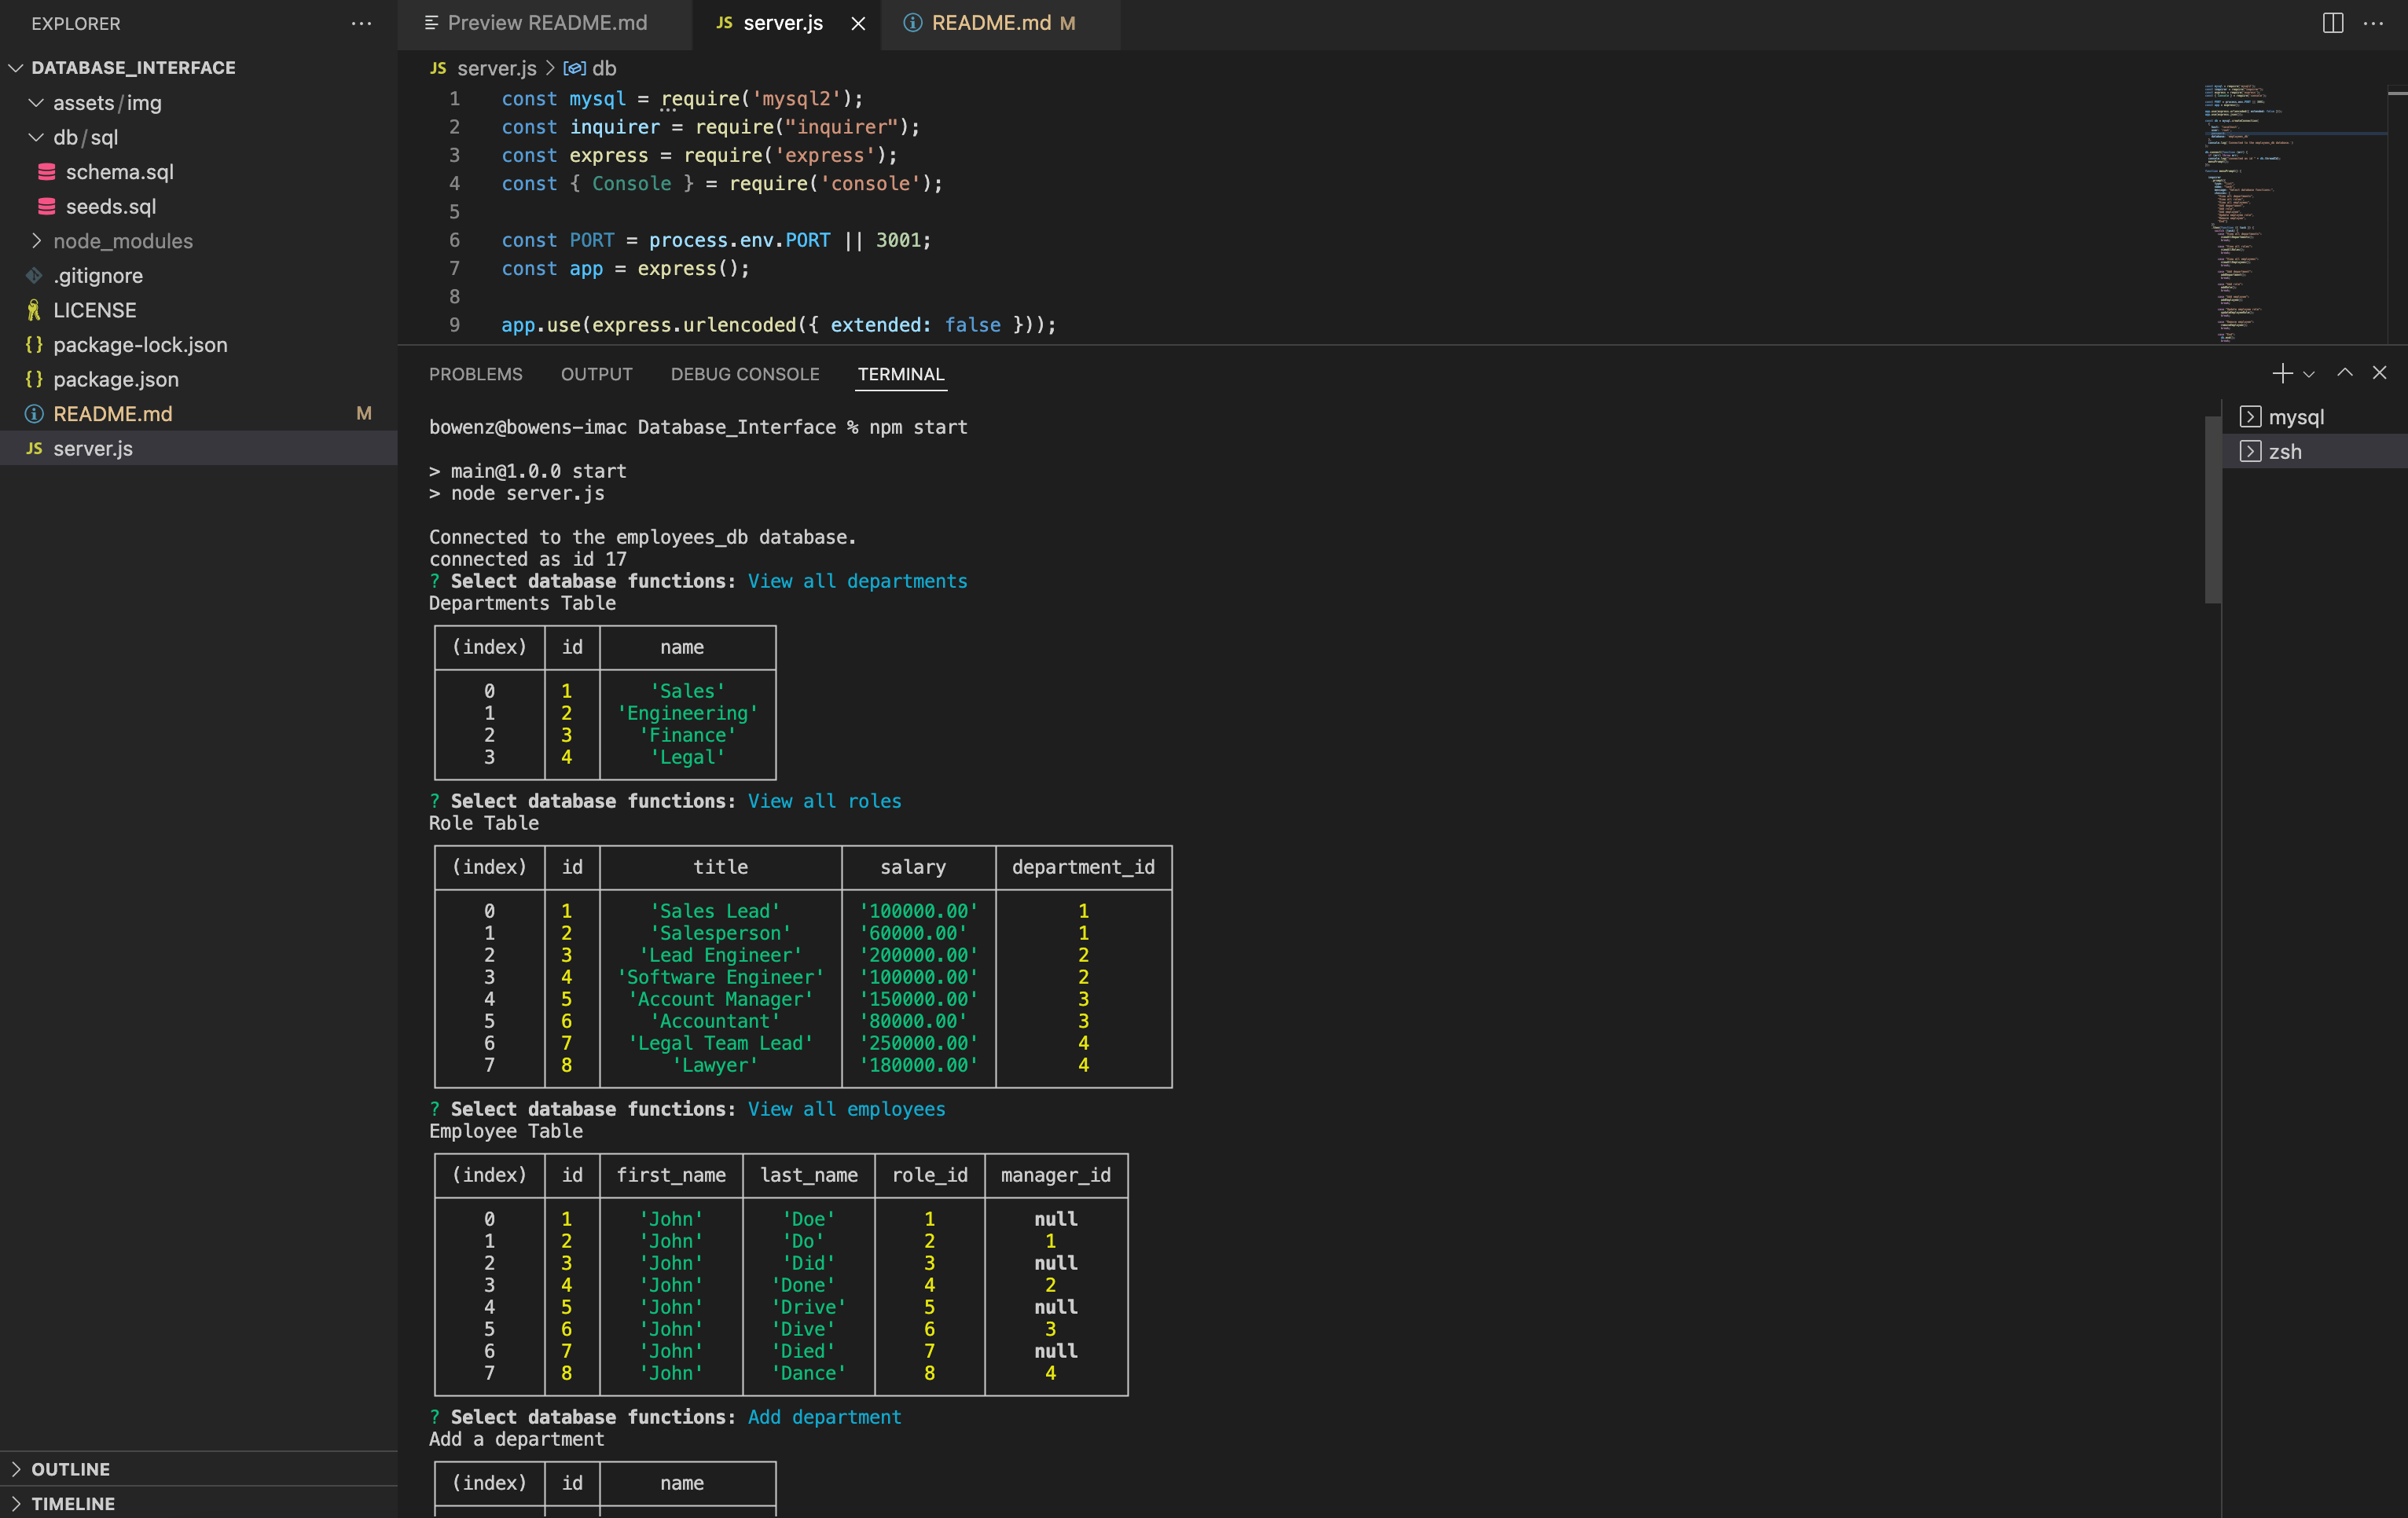 EXPLORER
DATABASE_INTERFACE
assets/img
db/sql
schema.sql
seeds.sql
node_modules
.gitignore
LICENSE
package-lock.json
package.json
README.md M
server.js
OUTLINE
TIMELINE
Preview README.md
server.js
README.md M
server.js > db
1 const mysql = require('mysql2');
2 const inquirer = require("inquirer");
3 const express = require('express');
4 const { Console } = require('console');
5
6 const PORT = process.env.PORT || 3001;
7 const app = express();
8
9 app.use(express.urlencoded({ extended: false }));
PROBLEMS OUTPUT DEBUG CONSOLE TERMINAL
mysql
zsh
bowenz@bowens-imac Database_Interface % npm start
> main@1.0.0 start
> node server.js
Connected to the employees_db database.
connected as id 17
? Select database functions: View all departments
Departments Table
(index) id name
0 1 'Sales'
1 2 'Engineering'
2 3 'Finance'
3 4 'Legal'
? Select database functions: View all roles
Role Table
(index) id title salary department_id
0 1 'Sales Lead' '100000.00' 1
1 2 'Salesperson' '60000.00' 1
2 3 'Lead Engineer' '200000.00' 2
3 4 'Software Engineer' '100000.00' 2
4 5 'Account Manager' '150000.00' 3
5 6 'Accountant' '80000.00' 3
6 7 'Legal Team Lead' '250000.00' 4
7 8 'Lawyer' '180000.00' 4
? Select database functions: View all employees
Employee Table
(index) id first_name last_name role_id manager_id
0 1 'John' 'Doe' 1 null
1 2 'John' 'Do' 2 1
2 3 'John' 'Did' 3 null
3 4 'John' 'Done' 4 2
4 5 'John' 'Drive' 5 null
5 6 'John' 'Dive' 6 3
6 7 'John' 'Died' 7 null
7 8 'John' 'Dance' 8 4
? Select database functions: Add department
Add a department
(index) id name